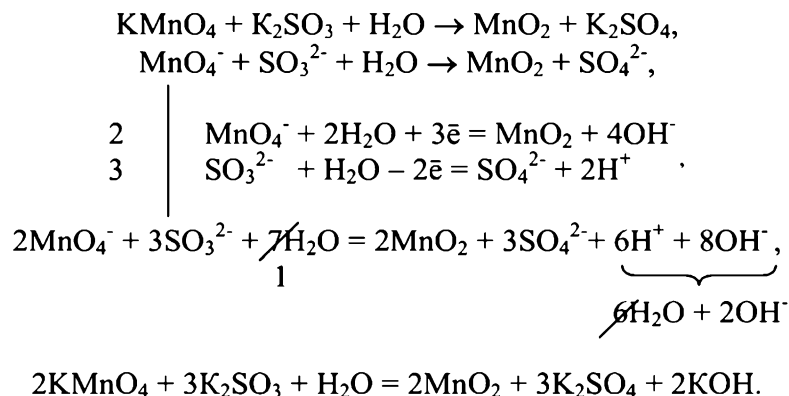 KMnO₄ + K₂SO₃ + H₂O → MnO₂ + K₂SO₄,
MnO₄⁻ + SO₃²⁻ + H₂O → MnO₂ + SO₄²⁻,
2 MnO₄⁻ + 2H₂O + 3ē = MnO₂ + 4OH⁻
3 SO₃²⁻ + H₂O – 2ē = SO₄²⁻ + 2H⁺ .
2MnO₄⁻ + 3SO₃²⁻ + 7H₂O = 2MnO₂ + 3SO₄²⁻ + 6H⁺ + 8OH⁻,
1
6H₂O + 2OH⁻
2KMnO₄ + 3K₂SO₃ + H₂O = 2MnO₂ + 3K₂SO₄ + 2KOH.